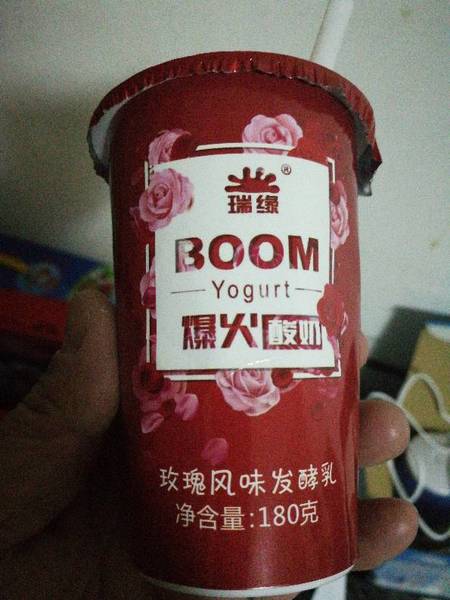 ®
瑞缘
BOOM
Yogurt
爆火酸奶
玫瑰风味发酵乳
净含量:180克